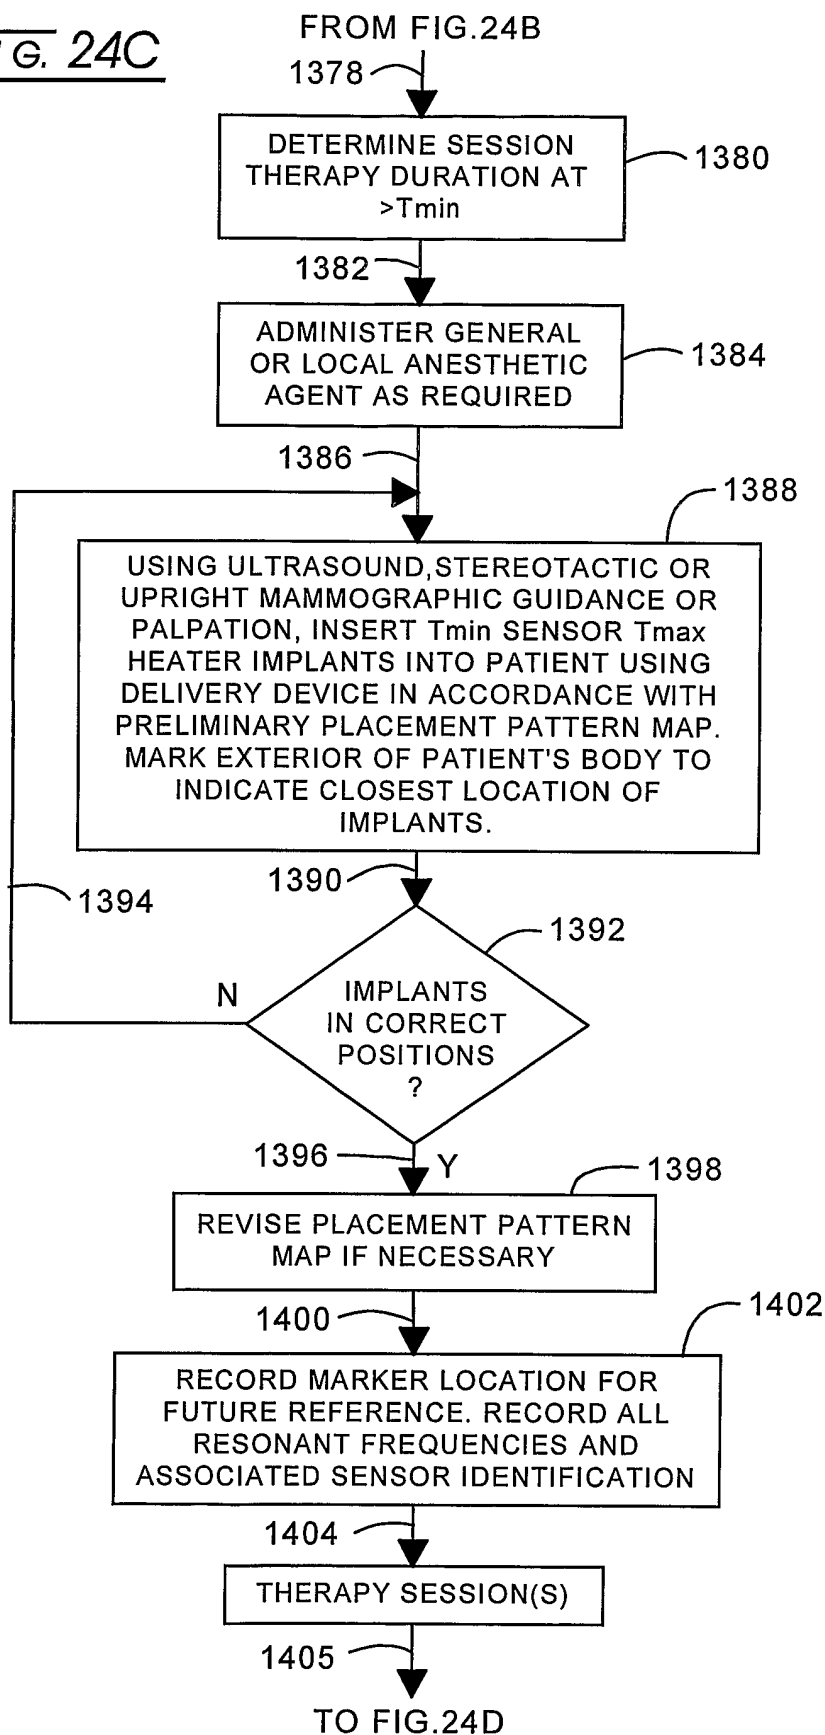 FROM FIG.24B
G. 24C
1378
DETERMINE SESSION
THERAPY DURATION AT
>Tmin
1380
1382
ADMINISTER GENERAL
OR LOCAL ANESTHETIC
AGENT AS REQUIRED
1384
1386
1388
USING ULTRASOUND,STEREOTACTIC OR
UPRIGHT MAMMOGRAPHIC GUIDANCE OR
PALPATION, INSERT Tmin SENSOR Tmax
HEATER IMPLANTS INTO PATIENT USING
DELIVERY DEVICE IN ACCORDANCE WITH
PRELIMINARY PLACEMENT PATTERN MAP.
MARK EXTERIOR OF PATIENT'S BODY TO
INDICATE CLOSEST LOCATION OF
IMPLANTS.
1390
1394
1392
N
IMPLANTS
IN CORRECT
POSITIONS
?
1396
Y
1398
REVISE PLACEMENT PATTERN
MAP IF NECESSARY
1400
1402
RECORD MARKER LOCATION FOR
FUTURE REFERENCE. RECORD ALL
RESONANT FREQUENCIES AND
ASSOCIATED SENSOR IDENTIFICATION
1404
THERAPY SESSION(S)
1405
TO FIG.24D